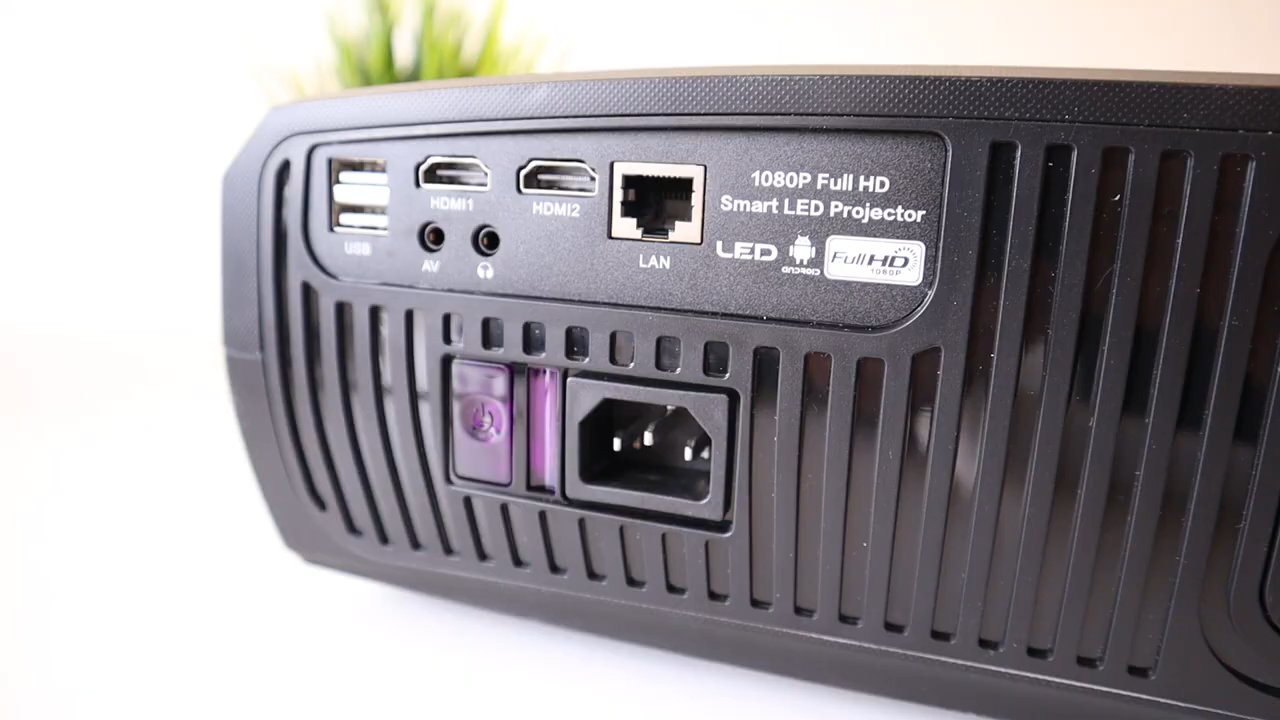 USB
HDMI1
HDMI2
AV
LAN
1080P Full HD
Smart LED Projector
LED
ANDROID
Full HD
1080P